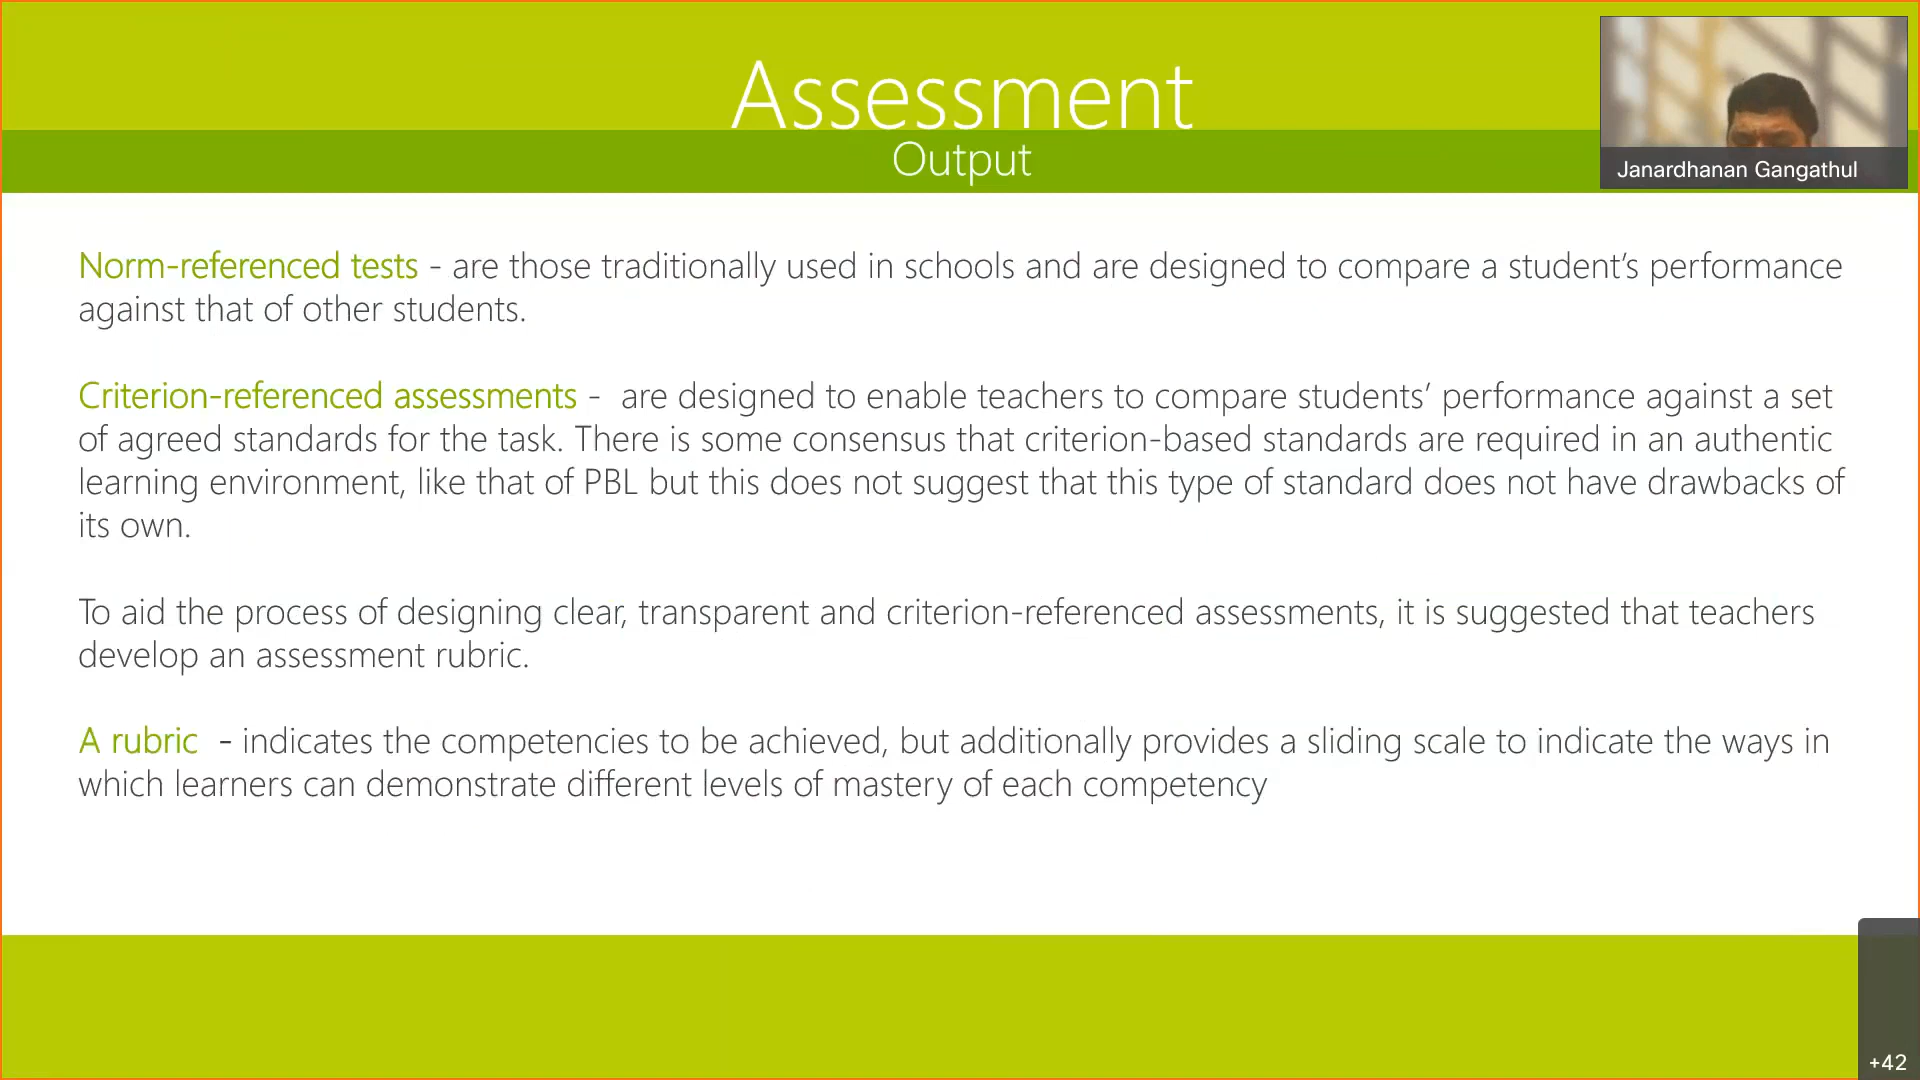 Assessment
Output
Janardhanan Gangathul
Norm-referenced tests - are those traditionally used in schools and are designed to compare a student’s performance
against that of other students.
Criterion-referenced assessments -  are designed to enable teachers to compare students’ performance against a set
of agreed standards for the task. There is some consensus that criterion-based standards are required in an authentic
learning environment, like that of PBL but this does not suggest that this type of standard does not have drawbacks of
its own.
To aid the process of designing clear, transparent and criterion-referenced assessments, it is suggested that teachers
develop an assessment rubric.
A rubric  - indicates the competencies to be achieved, but additionally provides a sliding scale to indicate the ways in
which learners can demonstrate different levels of mastery of each competency
+42